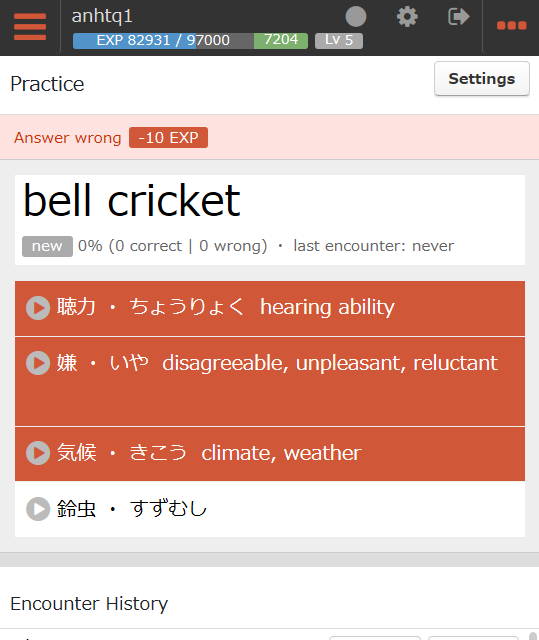 anhtq1
EXP 82931 / 97000 7204 Lv 5
Practice Settings
Answer wrong -10 EXP
bell cricket
new 0% (0 correct | 0 wrong) · last encounter: never
聴力 ・ ちょうりょく hearing ability
嫌 ・ いや disagreeable, unpleasant, reluctant
気候 ・ きこう climate, weather
鈴虫 ・ すずむし
Encounter History